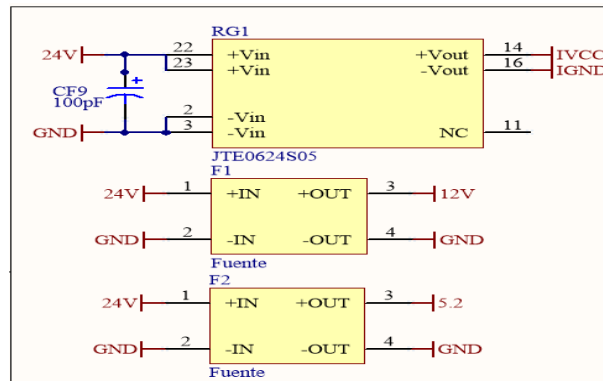 RG1
24V 22 +Vin +Vout 14 IVCC
23 +Vin -Vout 16 IGND
CF9 +
100pF
2 -Vin
GND 3 -Vin NC 11
JTE0624S05
F1
24V 1 +IN +OUT 3 12V
GND 2 -IN -OUT 4 GND
Fuente
F2
24V 1 +IN +OUT 3 5.2
GND 2 -IN -OUT 4 GND
Fuente